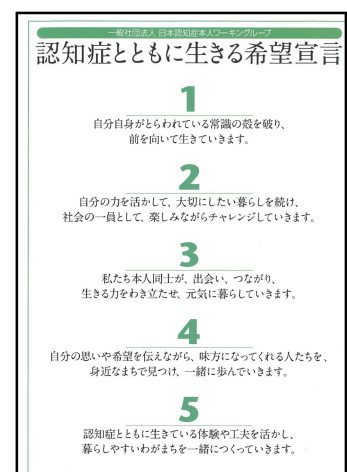 一般社団法人 日本認知症本人ワーキンググループ
認知症とともに生きる希望宣言
1
自分自身がとらわれている常識の殻を破り、
前を向いて生きていきます。
2
自分の力を活かして、大切にしたい暮らしを続け、
社会の一員として、楽しみながらチャレンジしていきます。
3
私たち本人同士が、出会い、つながり、
生きる力をわき立たせ、元気に暮らしていきます。
4
自分の思いや希望を伝えながら、味方になってくれる人たちを、
身近なまちで見つけ、一緒に歩んでいきます。
5
認知症とともに生きている体験や工夫を活かし、
暮らしやすいわがまちを一緒につくっていきます。